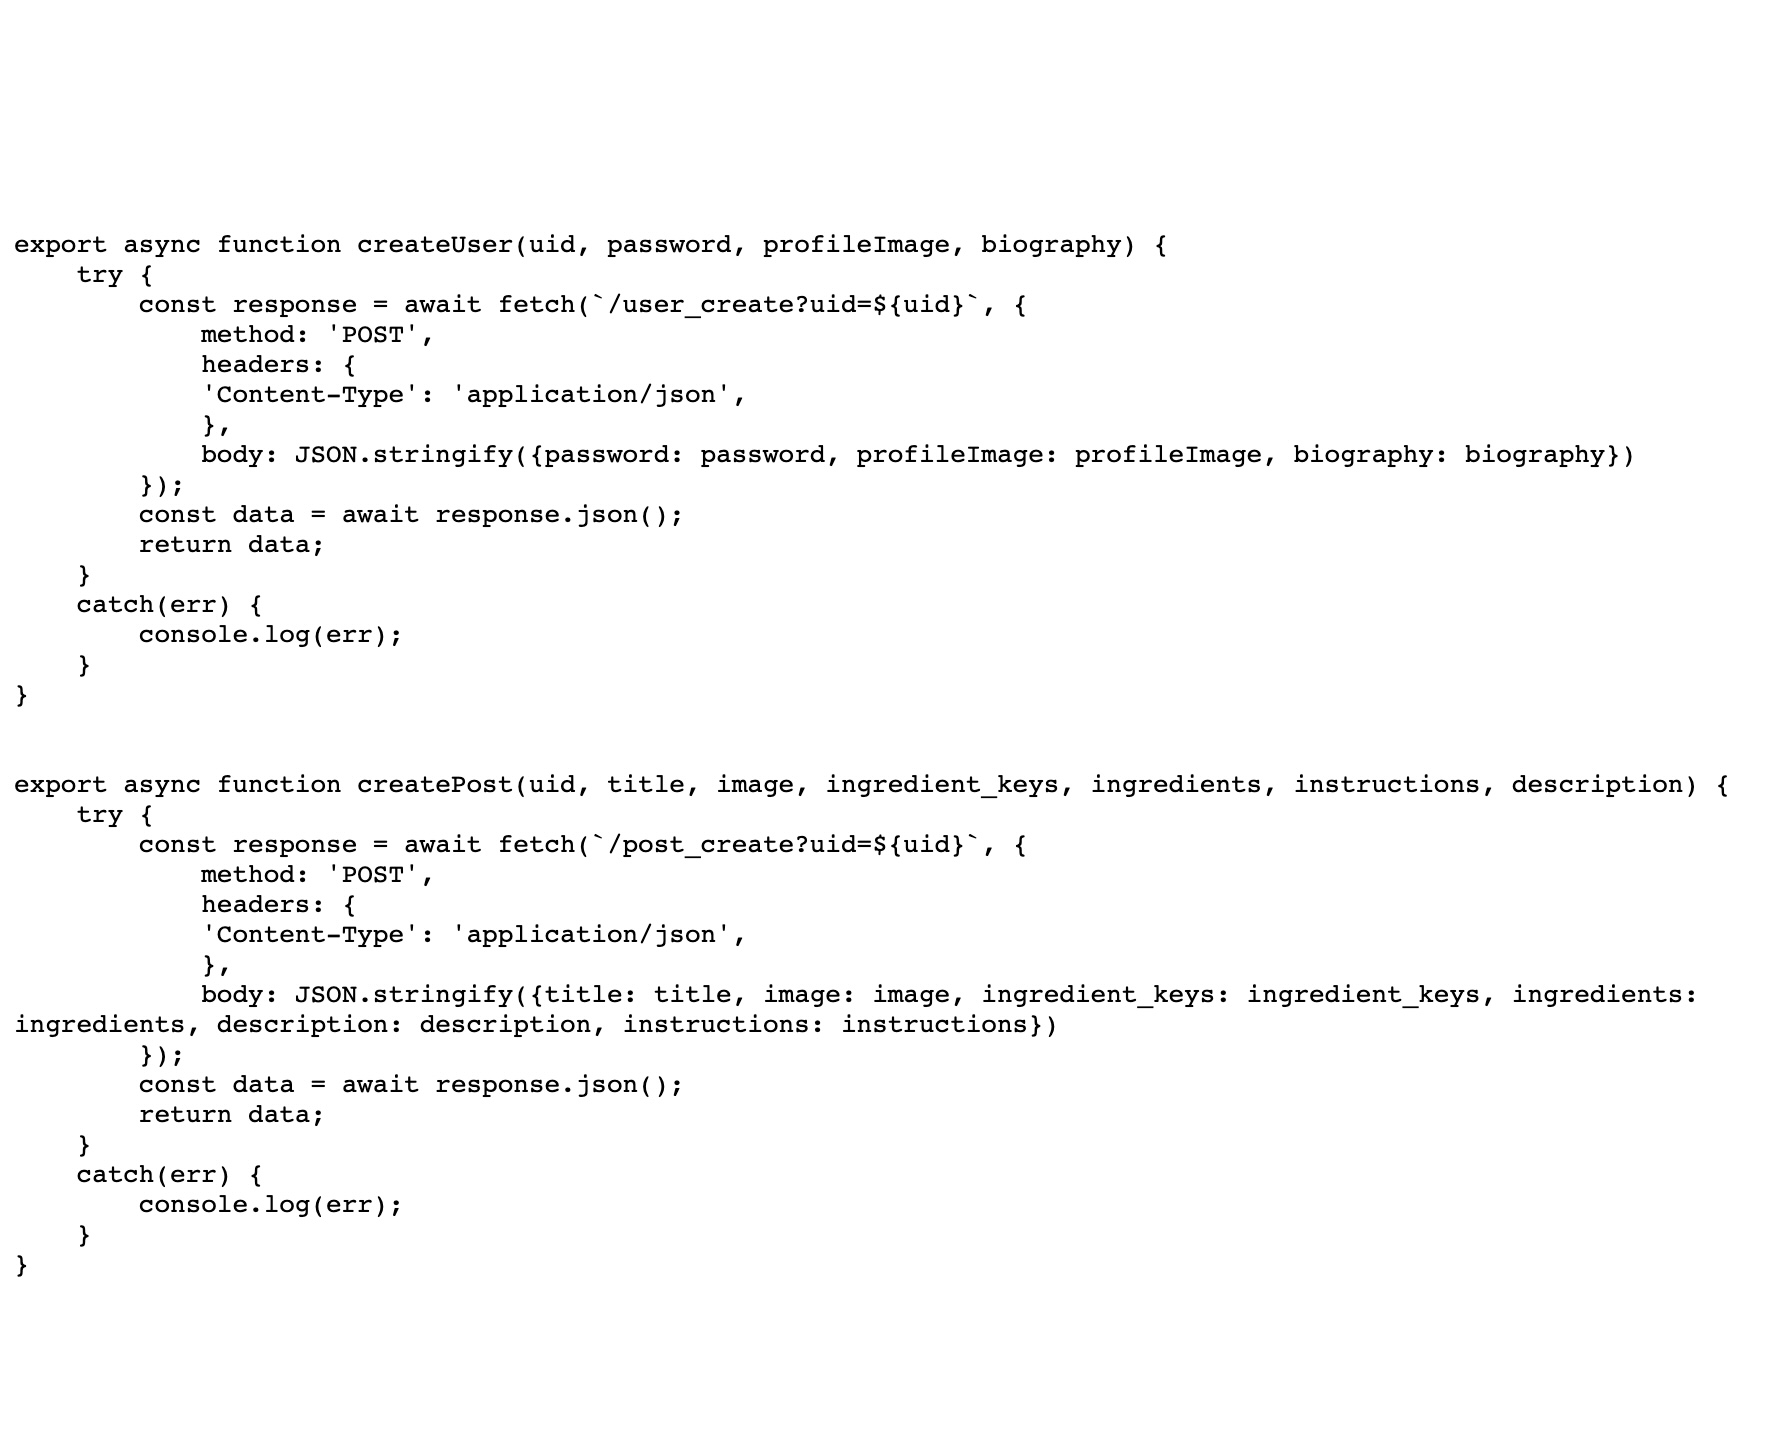 export async function createUser(uid, password, profileImage, biography) {
    try {
        const response = await fetch(`/user_create?uid=${uid}`, {
            method: 'POST',
            headers: {
            'Content-Type': 'application/json',
            },
            body: JSON.stringify({password: password, profileImage: profileImage, biography: biography})
        });
        const data = await response.json();
        return data;
    }
    catch(err) {
        console.log(err);
    }
}

export async function createPost(uid, title, image, ingredient_keys, ingredients, instructions, description) {
    try {
        const response = await fetch(`/post_create?uid=${uid}`, {
            method: 'POST',
            headers: {
            'Content-Type': 'application/json',
            },
            body: JSON.stringify({title: title, image: image, ingredient_keys: ingredient_keys, ingredients:
ingredients, description: description, instructions: instructions})
        });
        const data = await response.json();
        return data;
    }
    catch(err) {
        console.log(err);
    }
}